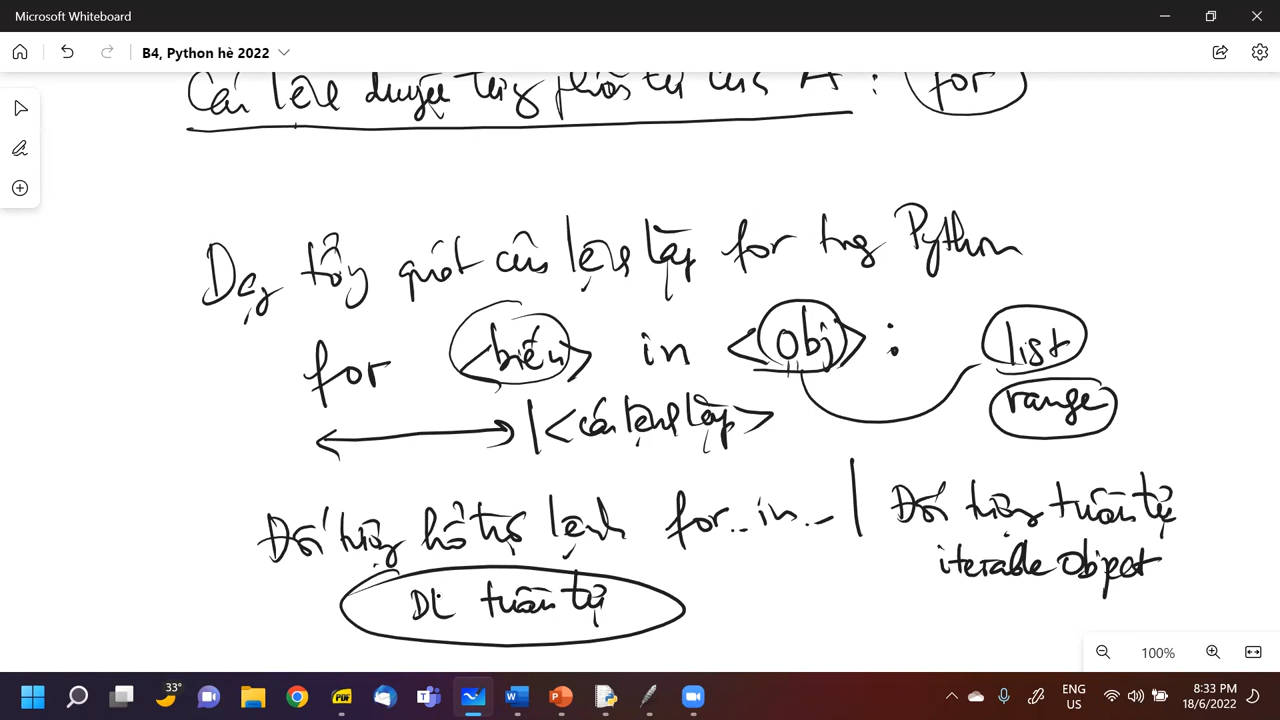 Microsoft Whiteboard
B4, Python hè 2022
Các lệnh duyệt từng phần tử của A : for
Dạng tổng quát của lệnh lặp for trng Python
for <biến> in <obj> : list
range
<các lệnh lặp>
Đối tượng hỗ trợ lệnh for.. in.. | Đối tượng tuần tự
iterable object
DL tuần tự
100%
33°
ENG
US
8:33 PM
18/6/2022